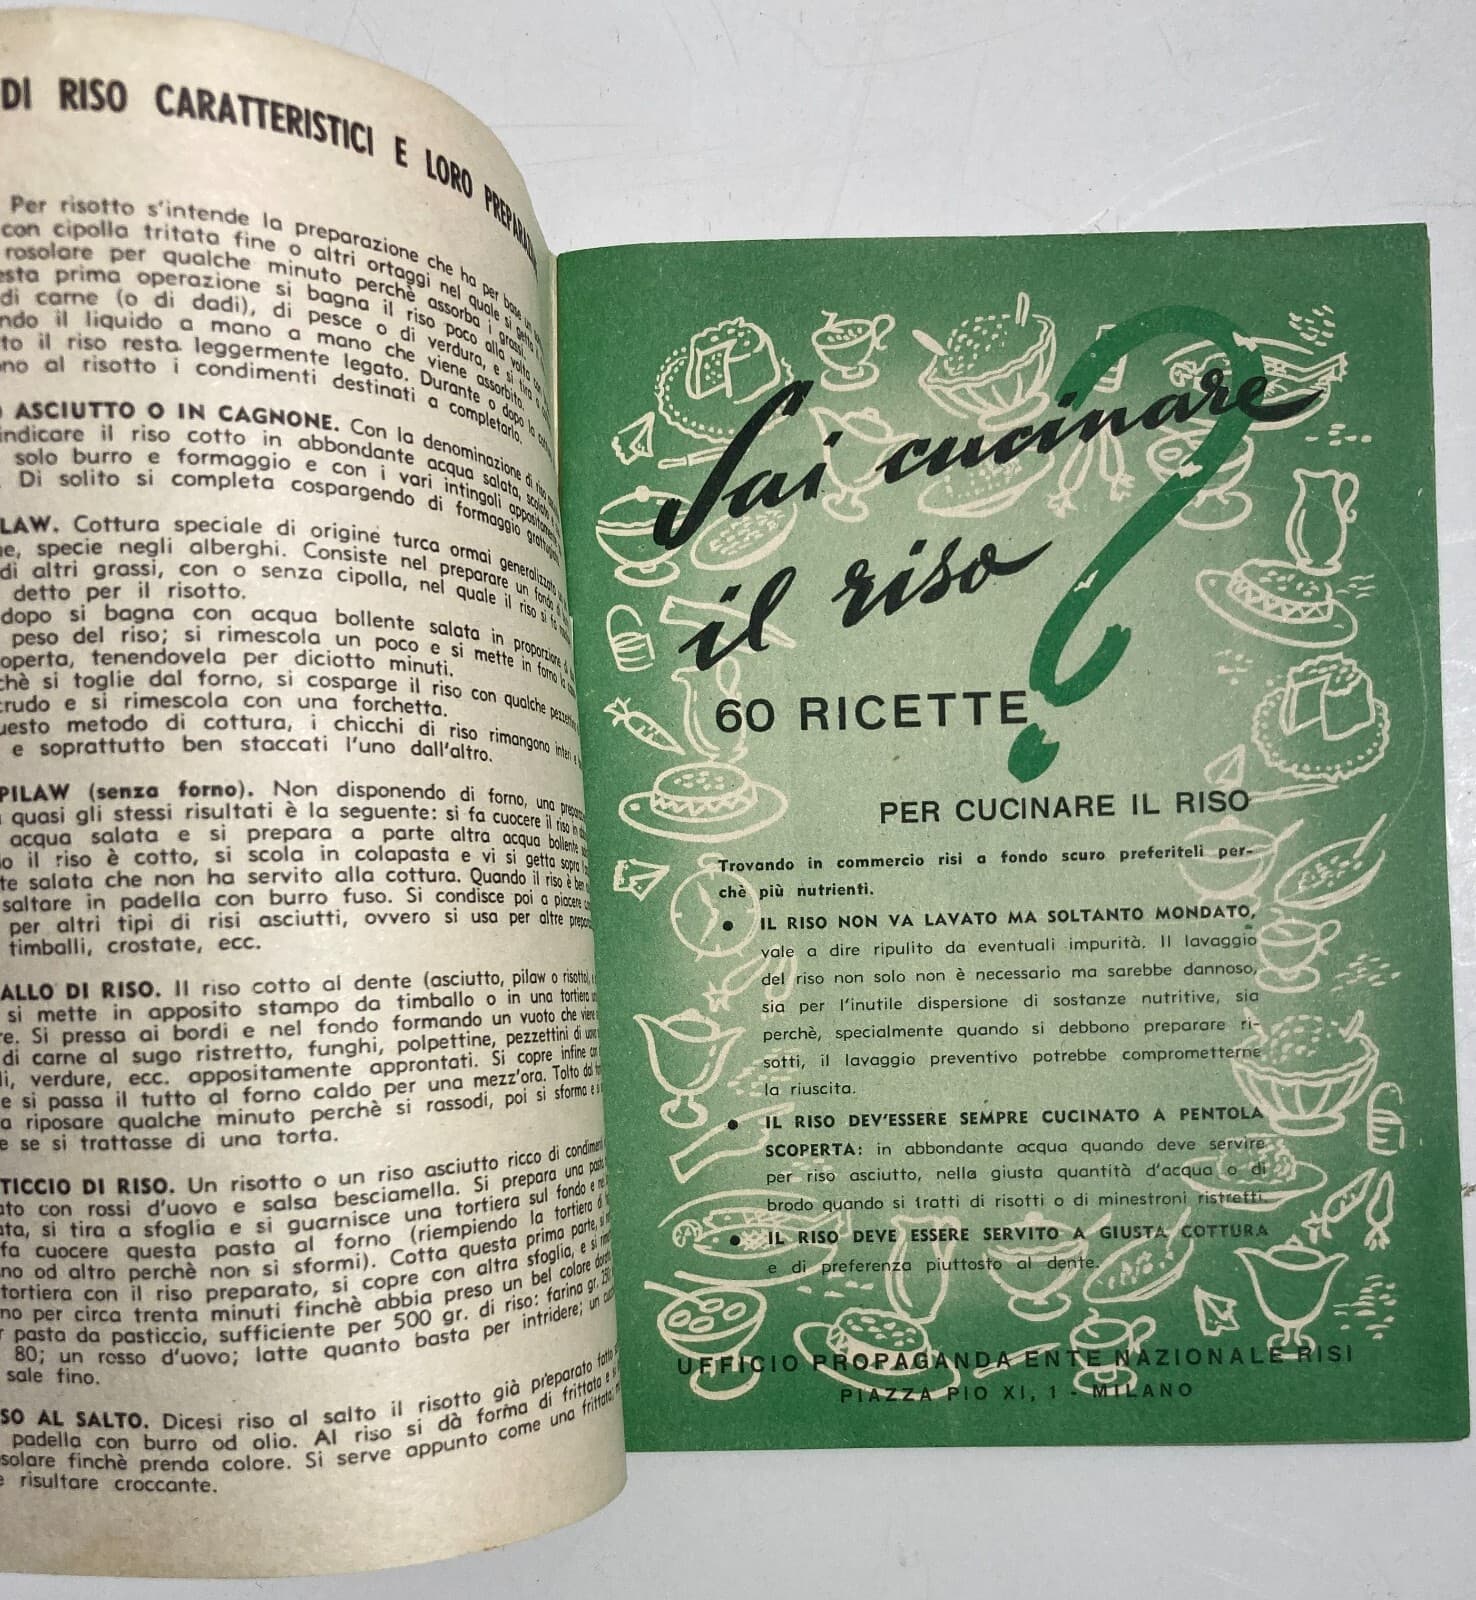 DI RISO CARATTERISTICI E LORO
Per risotto s'intende la preparazione che ha per base un
con cipolla tritata fine o altri ortaggi nel quale si getta il
rosolare per qualche minuto perchè assorba i grassi.
sta prima operazione si bagna il riso poco alla volta con
di carne (o di dadi), di pesce o di verdura, e si tira a
ndo il liquido a mano a mano che viene assorbito.
to il riso resta leggermente legato. Durante o dopo la
no al risotto i condimenti destinati a completarlo.
ASCIUTTO O IN CAGNONE. Con la denominazione di riso
indicare il riso cotto in abbondante acqua salata, scolato e
solo burro e formaggio e con i vari intingoli appositamente
. Di solito si completa cospargendo di formaggio grattugiato
LAW. Cottura speciale di origine turca ormai generalizzata
e, specie negli alberghi. Consiste nel preparare un fondo di
di altri grassi, con o senza cipolla, nel quale il riso si fa
detto per il risotto.
dopo si bagna con acqua bollente salata in proporzione
peso del riso; si rimescola un poco e si mette in forno
operta, tenendovela per diciotto minuti.
chè si toglie dal forno, si cosparge il riso con qualche pezzettino
crudo e si rimescola con una forchetta.
uesto metodo di cottura, i chicchi di riso rimangono interi e
e soprattutto ben staccati l'uno dall'altro.
PILAW (senza forno). Non disponendo di forno, una
quasi gli stessi risultati è la seguente: si fa cuocere il riso in
acqua salata e si prepara a parte altra acqua bollente
o il riso è cotto, si scola in colapasta e vi si getta sopra
te salata che non ha servito alla cottura. Quando il riso è ben
saltare in padella con burro fuso. Si condisce poi a piacere
per altri tipi di risi asciutti, ovvero si usa per altre
timballi, crostate, ecc.
ALLO DI RISO. Il riso cotto al dente (asciutto, pilaw o risotto),
si mette in apposito stampo da timballo o in una tortiera
re. Si pressa ai bordi e nel fondo formando un vuoto che viene
di carne al sugo ristretto, funghi, polpettine, pezzettini di
li, verdure, ecc. appositamente approntati. Si copre infine con
e si passa il tutto al forno caldo per una mezz'ora. Tolto dal
a riposare qualche minuto perchè si rassodi, poi si sforma e si
e se si trattasse di una torta.
TICCIO DI RISO. Un risotto o un riso asciutto ricco di condimenti
ato con rossi d'uovo e salsa besciamella. Si prepara una pasta
ata, si tira a sfoglia e si guarnisce una tortiera sul fondo e
fa cuocere questa pasta al forno (riempiendo la tortiera di
no od altro perchè non si sformi). Cotta questa prima parte, si
tortiera con il riso preparato, si copre con altra sfoglia, e si
no per circa trenta minuti finchè abbia preso un bel colore dorato
r pasta da pasticcio, sufficiente per 500 gr. di riso: farina gr. 250
80; un rosso d'uovo; latte quanto basta per intridere; un
sale fino.
SO AL SALTO. Dicesi riso al salto il risotto già preparato fatto
padella con burro od olio. Al riso si dà forma di frittata e
solare finchè prenda colore. Si serve appunto come una frittata,
e risultare croccante.
Sai cucinare
il riso ?
60 RICETTE
PER CUCINARE IL RISO
Trovando in commercio risi a fondo scuro preferiteli per-
chè più nutrienti.
● IL RISO NON VA LAVATO MA SOLTANTO MONDATO,
vale a dire ripulito da eventuali impurità. Il lavaggio
del riso non solo non è necessario ma sarebbe dannoso,
sia per l'inutile dispersione di sostanze nutritive, sia
perchè, specialmente quando si debbono preparare ri-
sotti, il lavaggio preventivo potrebbe comprometterne
la riuscita.
● IL RISO DEV'ESSERE SEMPRE CUCINATO A PENTOLA
SCOPERTA: in abbondante acqua quando deve servire
per riso asciutto, nella giusta quantità d'acqua o di
brodo quando si tratti di risotti o di minestroni ristretti.
● IL RISO DEVE ESSERE SERVITO A GIUSTA COTTURA
e di preferenza piuttosto al dente.
UFFICIO PROPAGANDA ENTE NAZIONALE RISI
PIAZZA PIO XI, 1 - MILANO